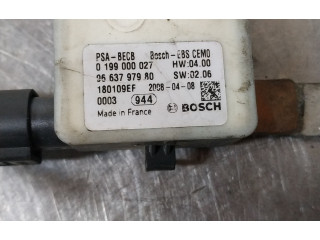 PSA-BECB Bosch-EBS CEMO
0 199 000 027 HW:04.00
96 637 979 80 SW:02.06
180109EF 2008-04-08
0003 944
Made in France BOSCH